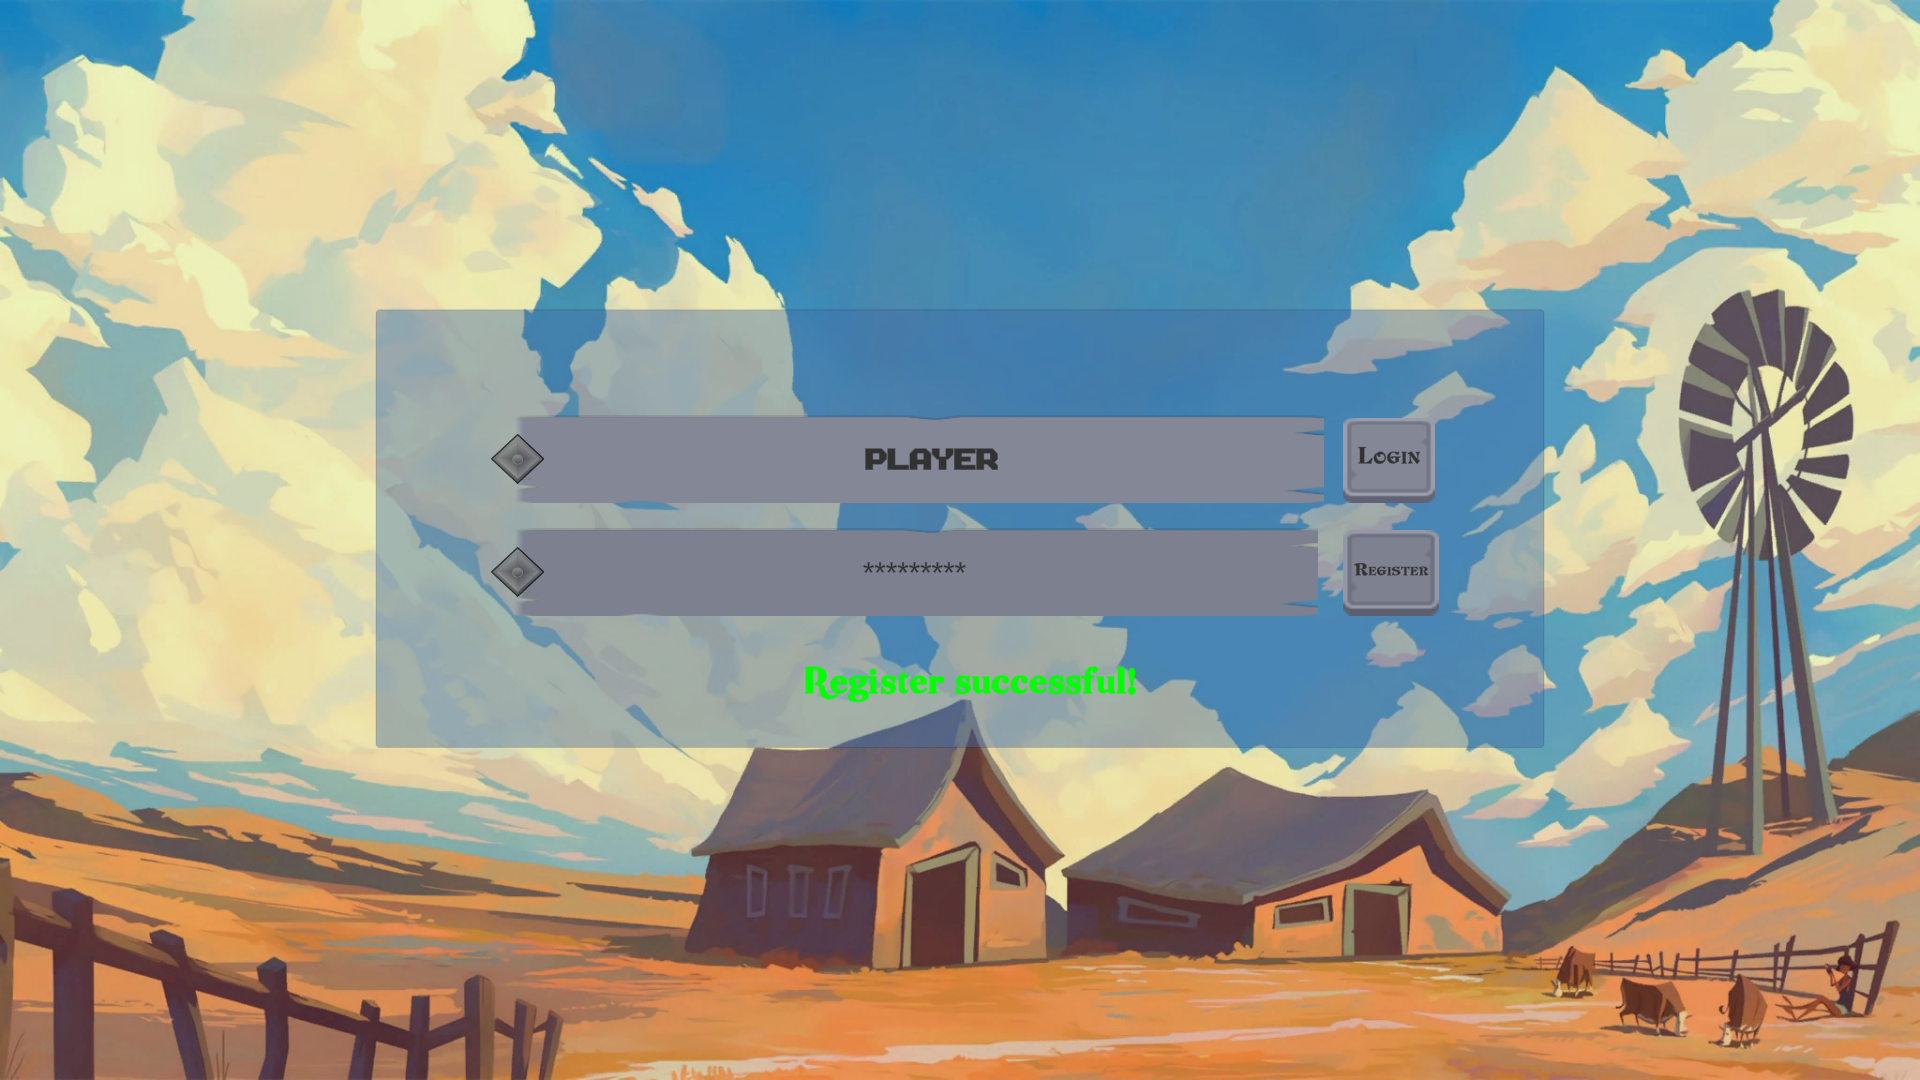 PLAYER
LOGIN
*********
REGISTER
Register successful!